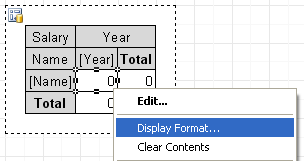 Salary Year
Name [Year] Total
[Name] 0 0
Total 0
Edit...
Display Format...
Clear Contents